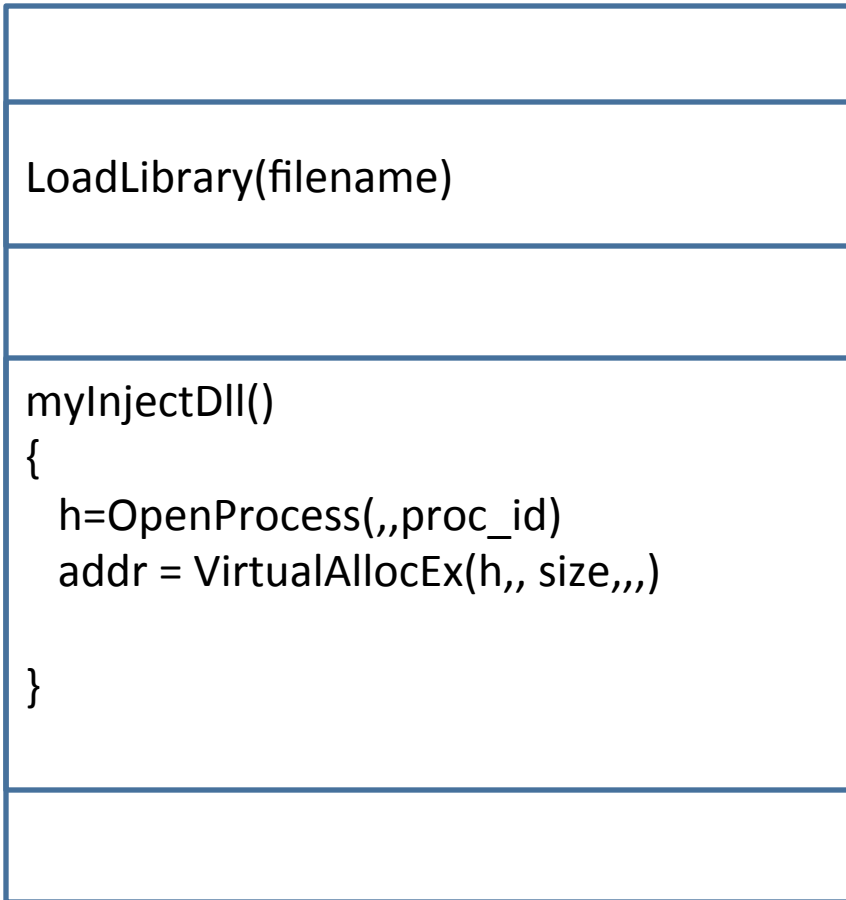 LoadLibrary(filename)
myInjectDll()
{
h=OpenProcess(,,proc_id)
addr = VirtualAllocEx(h,, size,,,)
}